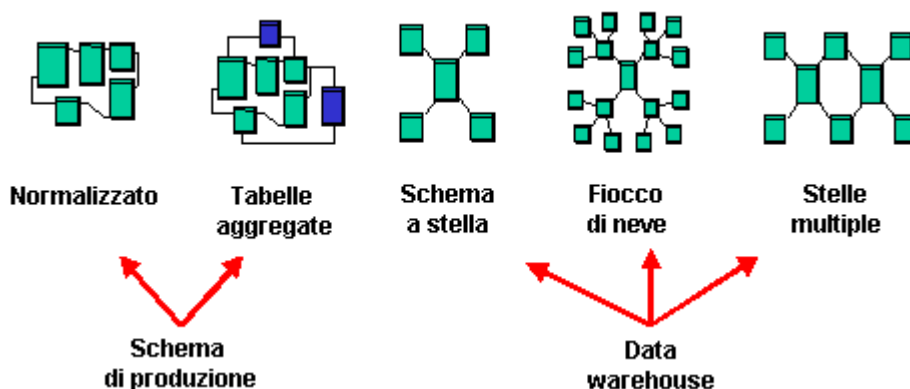 Normalizzato
Tabelle
aggregate
Schema
a stella
Fiocco
di neve
Stelle
multiple
Schema
di produzione
Data
warehouse